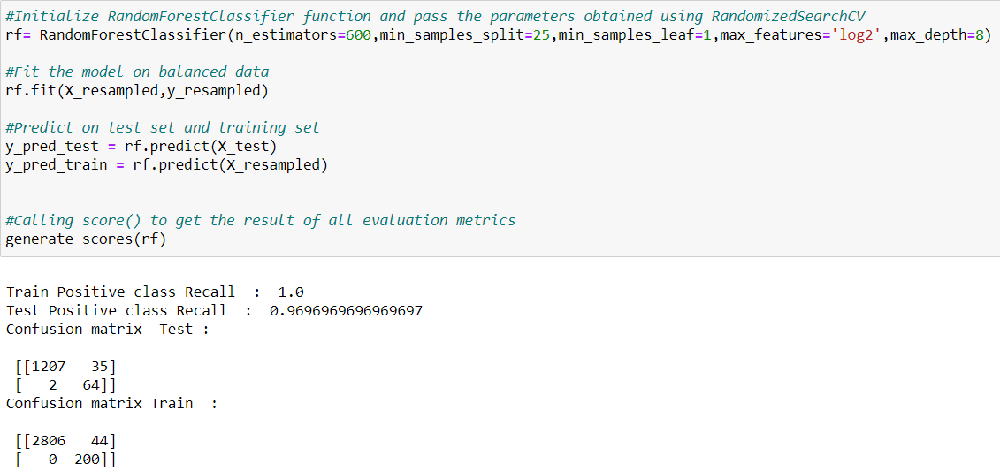 #Initialize RandomForestClassifier function and pass the parameters obtained using RandomizedSearchCV
rf= RandomForestClassifier(n_estimators=600,min_samples_split=25,min_samples_leaf=1,max_features='log2',max_depth=8)
#Fit the model on balanced data
rf.fit(X_resampled,y_resampled)
#Predict on test set and training set
y_pred_test = rf.predict(X_test)
y_pred_train = rf.predict(X_resampled)
#Calling score() to get the result of all evaluation metrics
generate_scores(rf)
Train Positive class Recall  :  1.0
Test Positive class Recall  :  0.9696969696969697
Confusion matrix  Test :
[[1207   35]
[   2   64]]
Confusion matrix Train  :
[[2806   44]
[   0  200]]